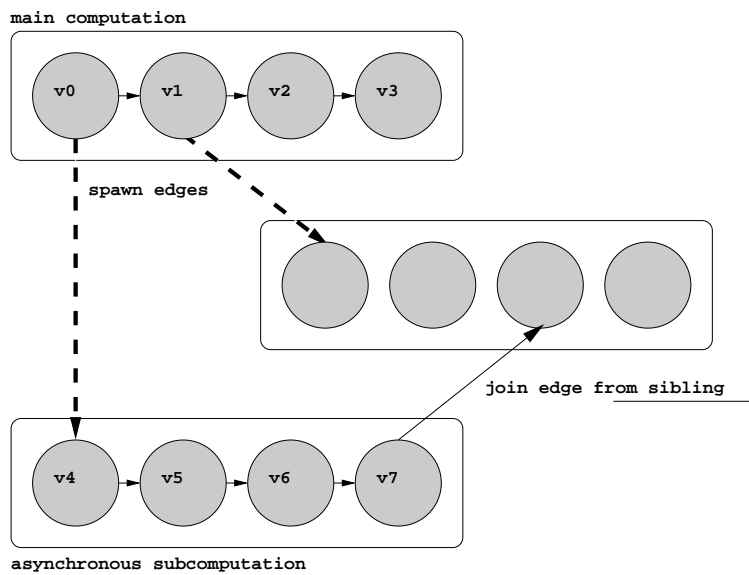 main computation
v0 v1 v2 v3
spawn edges
join edge from sibling
v4 v5 v6 v7
asynchronous subcomputation